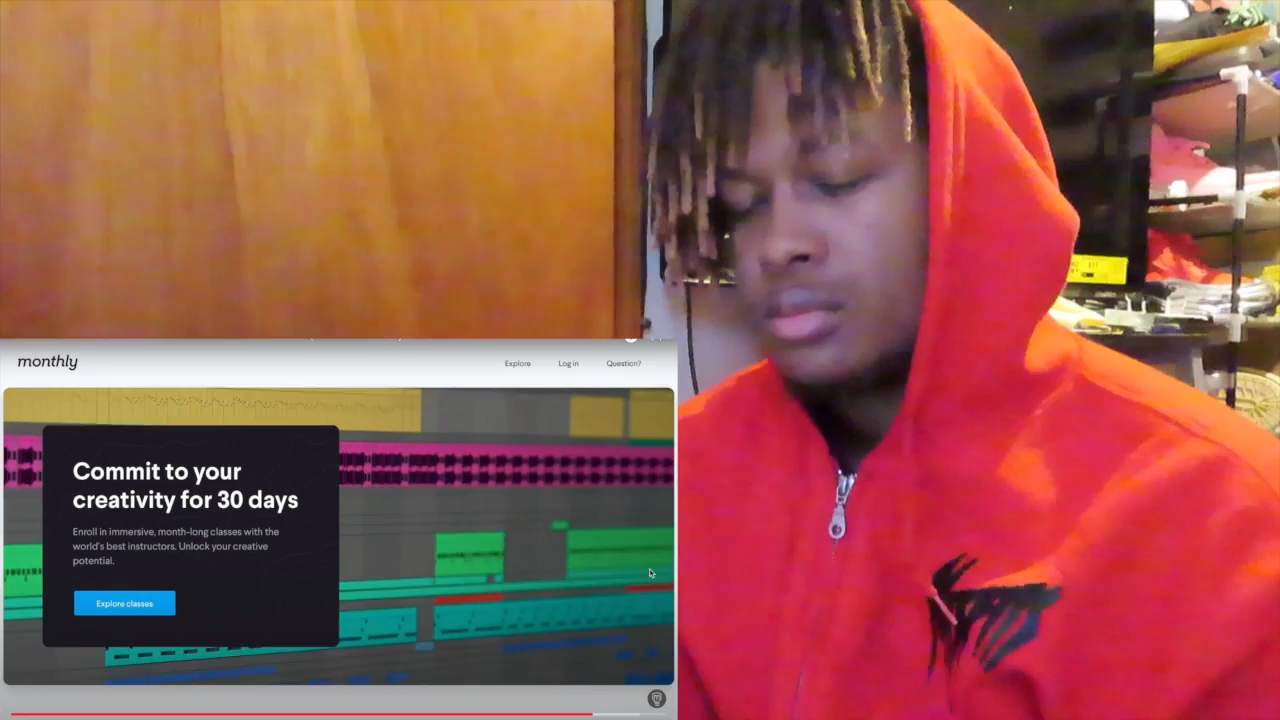 monthly
Explore
Log in
Question?
Commit to your
creativity for 30 days
Enroll in immersive, month-long classes with the
world's best instructors. Unlock your creative
potential.
Explore classes